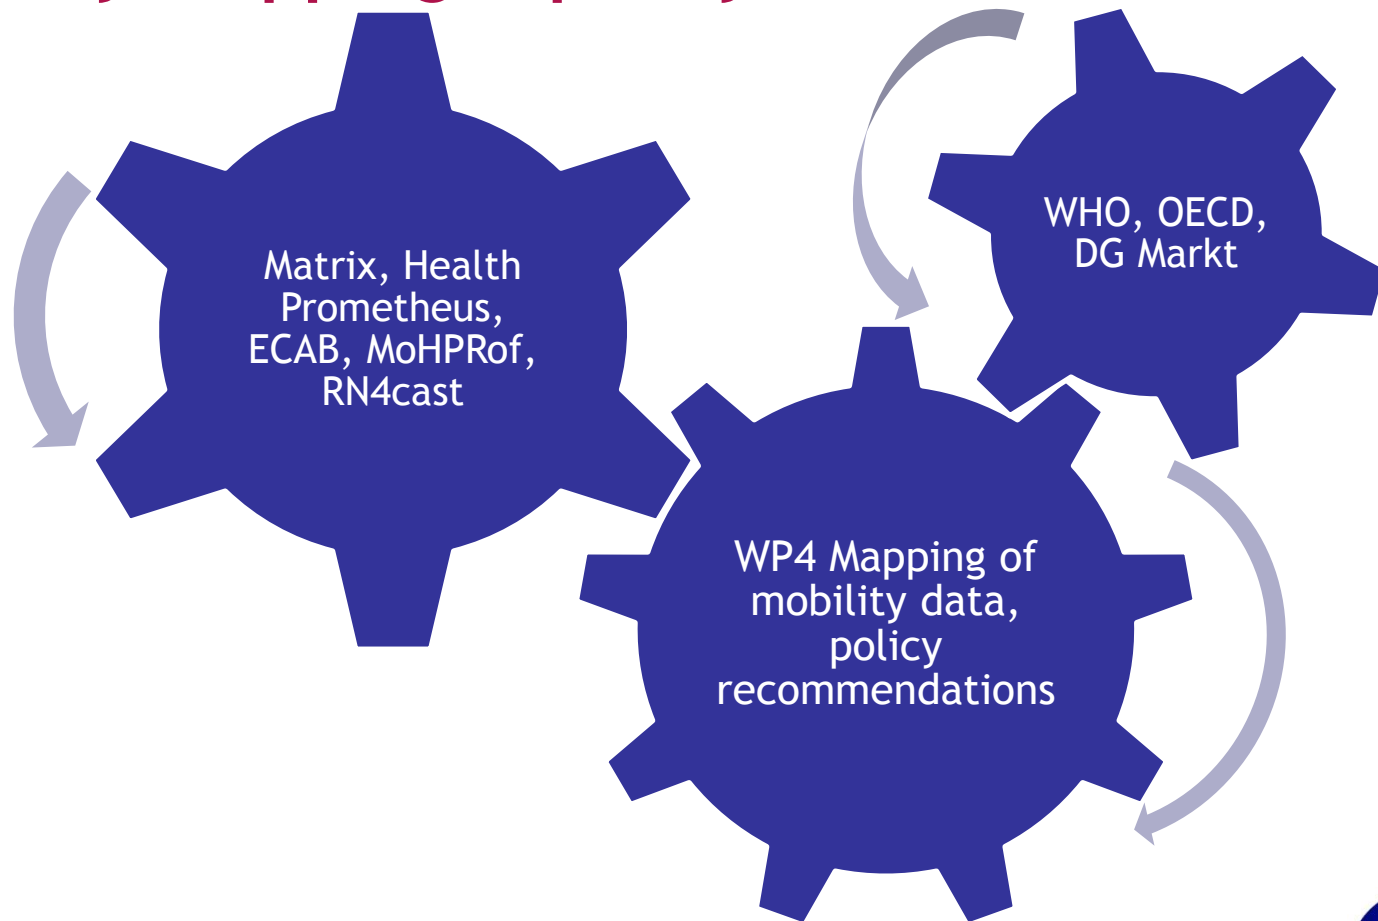 Matrix, Health
Prometheus,
ECAB, MoHPRof,
RN4cast
WHO, OECD,
DG Markt
WP4 Mapping of
mobility data,
policy
recommendations